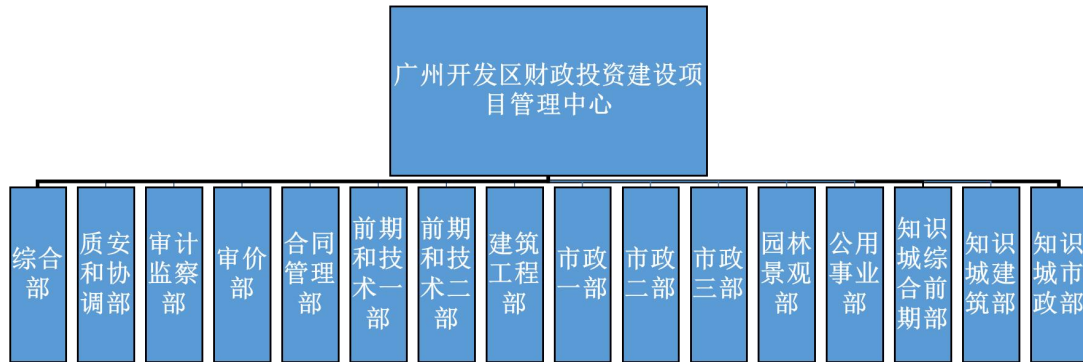 广州开发区财政投资建设项
目管理中心
综合
部
质安
和协
调部
审计
监察
部
审价
部
合同
管理
部
前期
和技
术一
部
前期
和技
术二
部
建筑
工程
部
市政
一部
市政
二部
市政
三部
园林
景观
部
公用
事业
部
知识
城综
合前
期部
知识
城建
筑部
知识
城市
政部